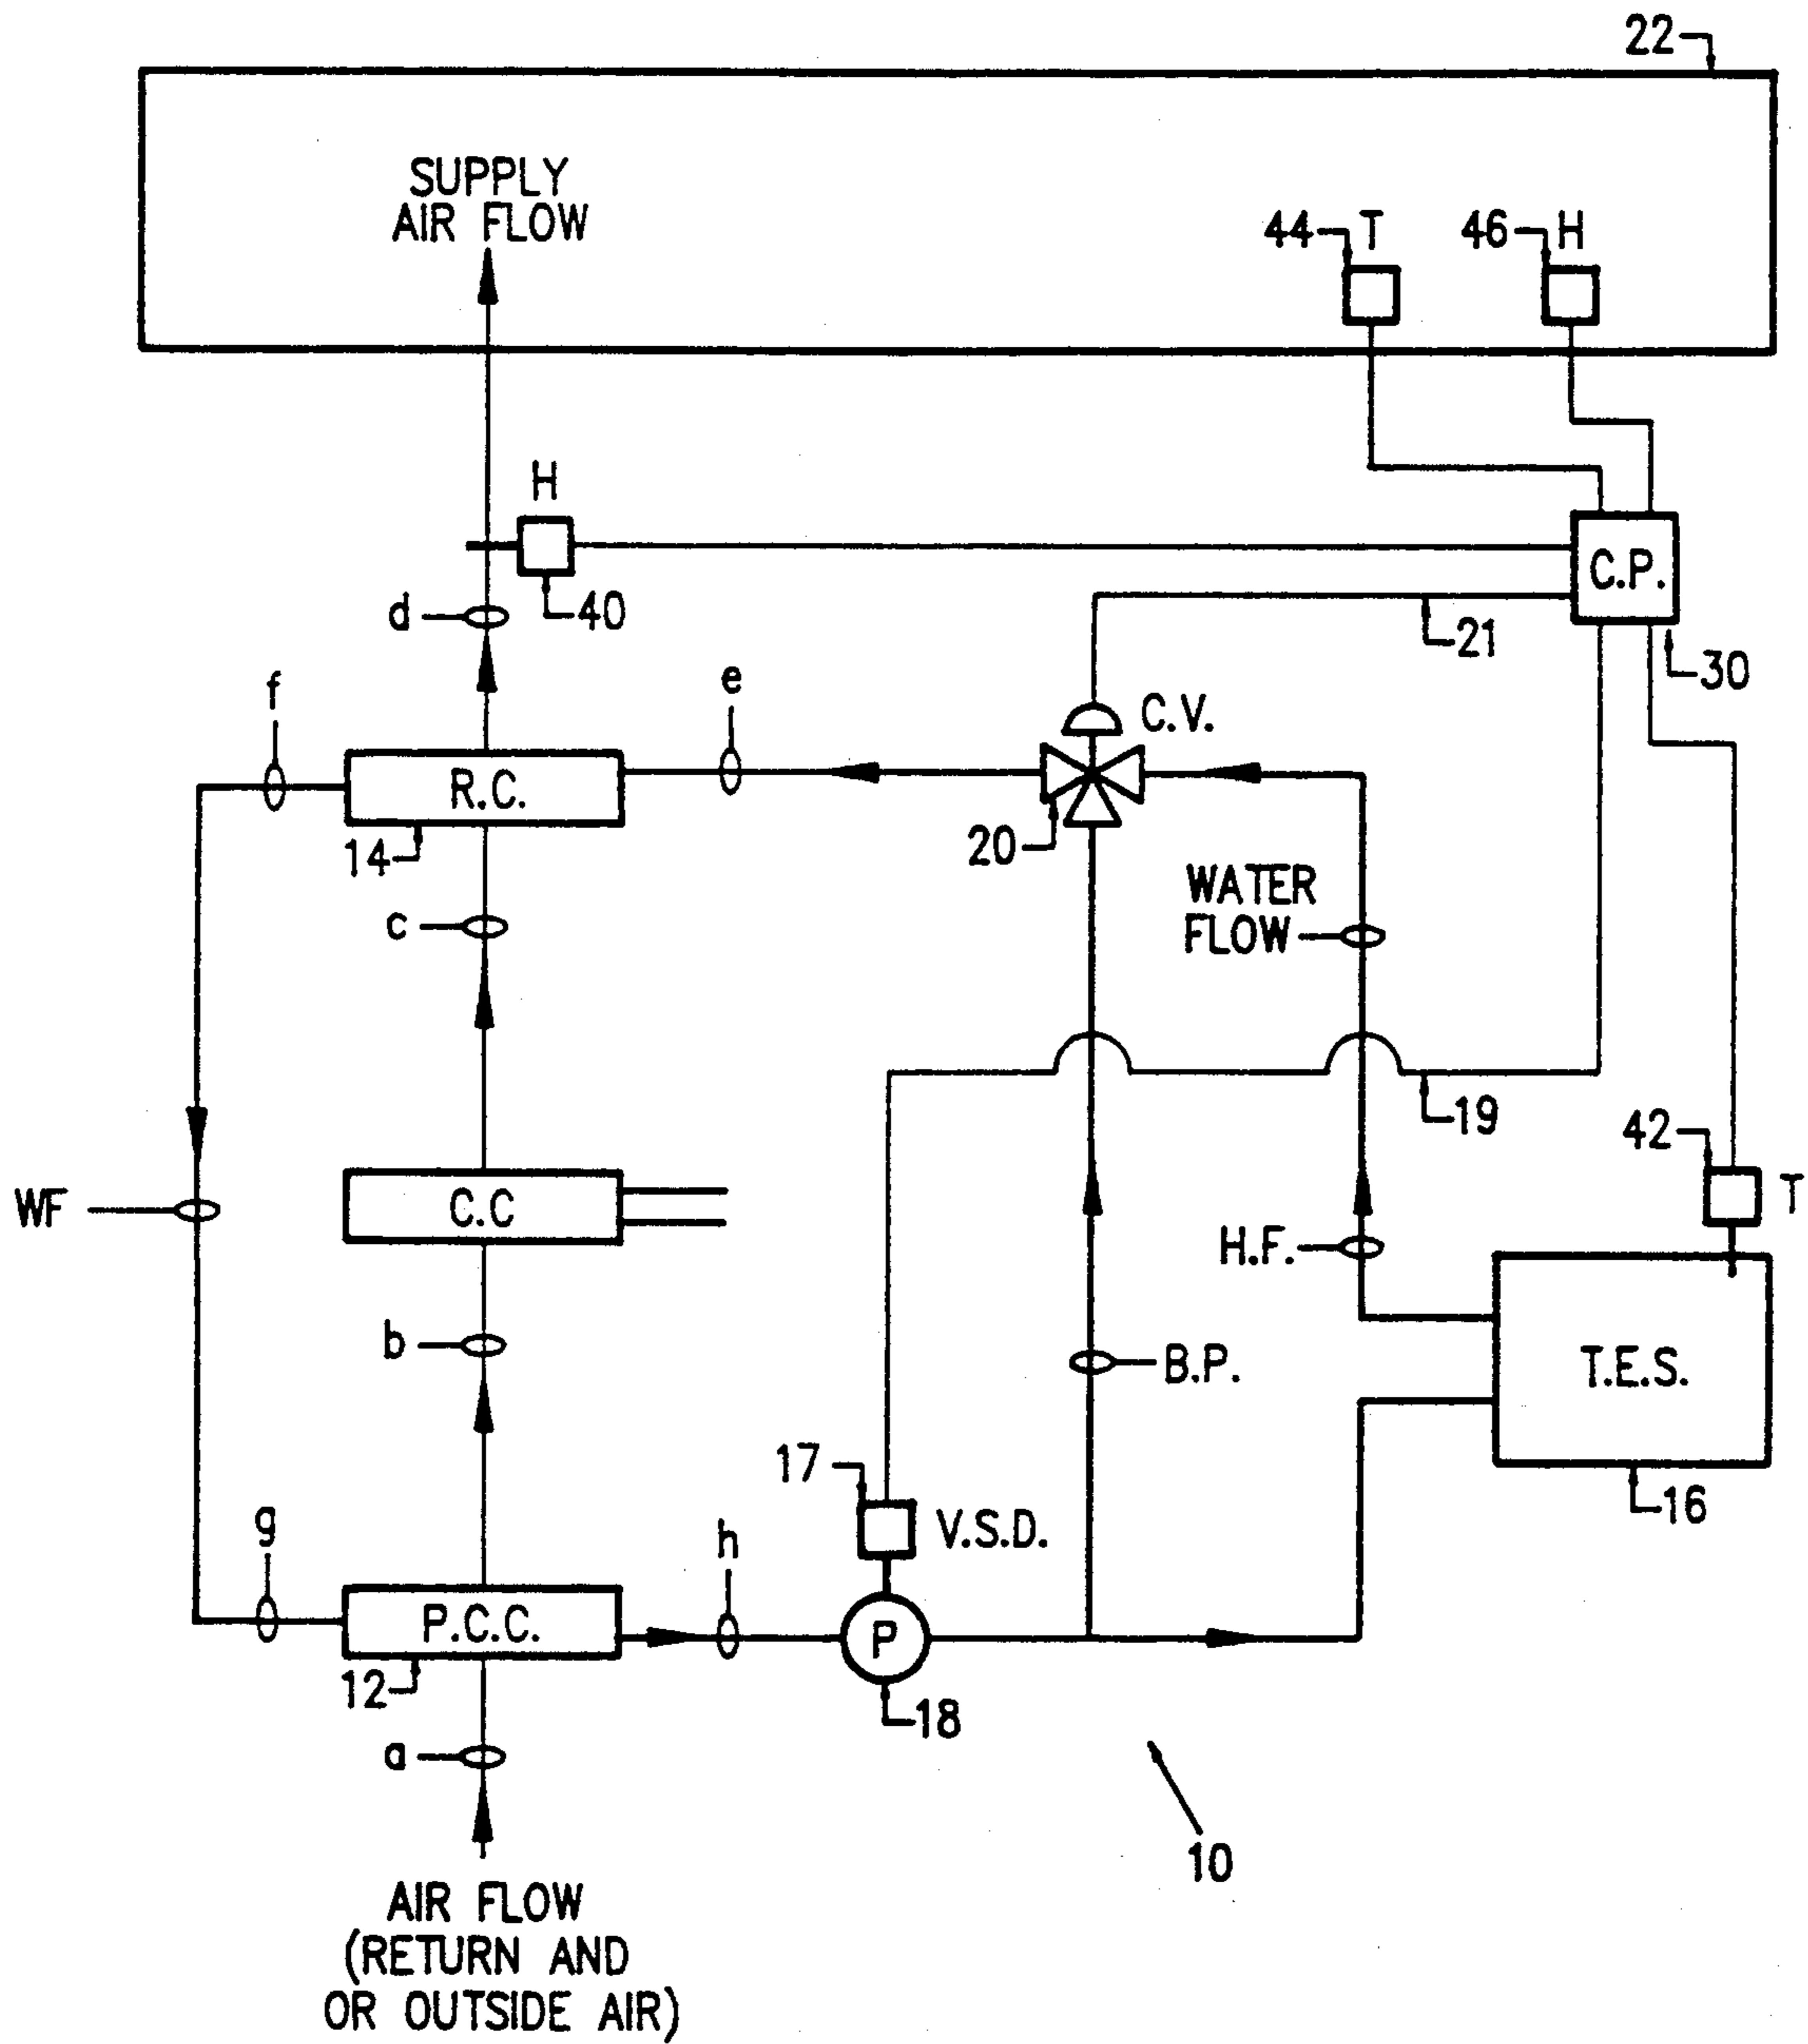 22
SUPPLY
AIR FLOW
44 T
46 H
H
40
C.P.
d
21
30
f
e
C.V.
R.C.
14
20
WATER
FLOW
c
19
42
T
WF
C.C
H.F.
b
B.P.
T.E.S.
17
V.S.D.
16
g
h
P.C.C.
P
12
18
a
10
AIR FLOW
(RETURN AND
OR OUTSIDE AIR)